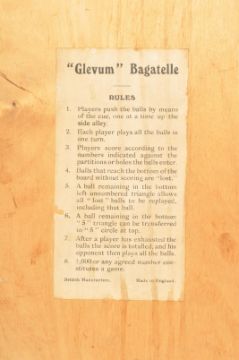 "Glevum" Bagatelle
RULES
1. Players push the balls by means
of the cue, one at a time up the
side alley.
2. Each player plays all the balls in
one turn.
3. Players score according to the
numbers indicated against the
partitions or holes the balls enter.
4. Balls that reach the bottom of the
board without scoring are "lost."
5. A ball remaining in the bottom
left unnumbered triangle allows
all "lost" balls to be replayed,
including that ball.
6. A ball remaining in the bottom
"5" triangle can be transferred
to "5" circle at top.
7. After a player has exhausted the
balls the score is totalled, and his
opponent then plays all the balls.
8. 1,000 or any agreed number con-
stitutes a game.
British Manufacture. Made in England.